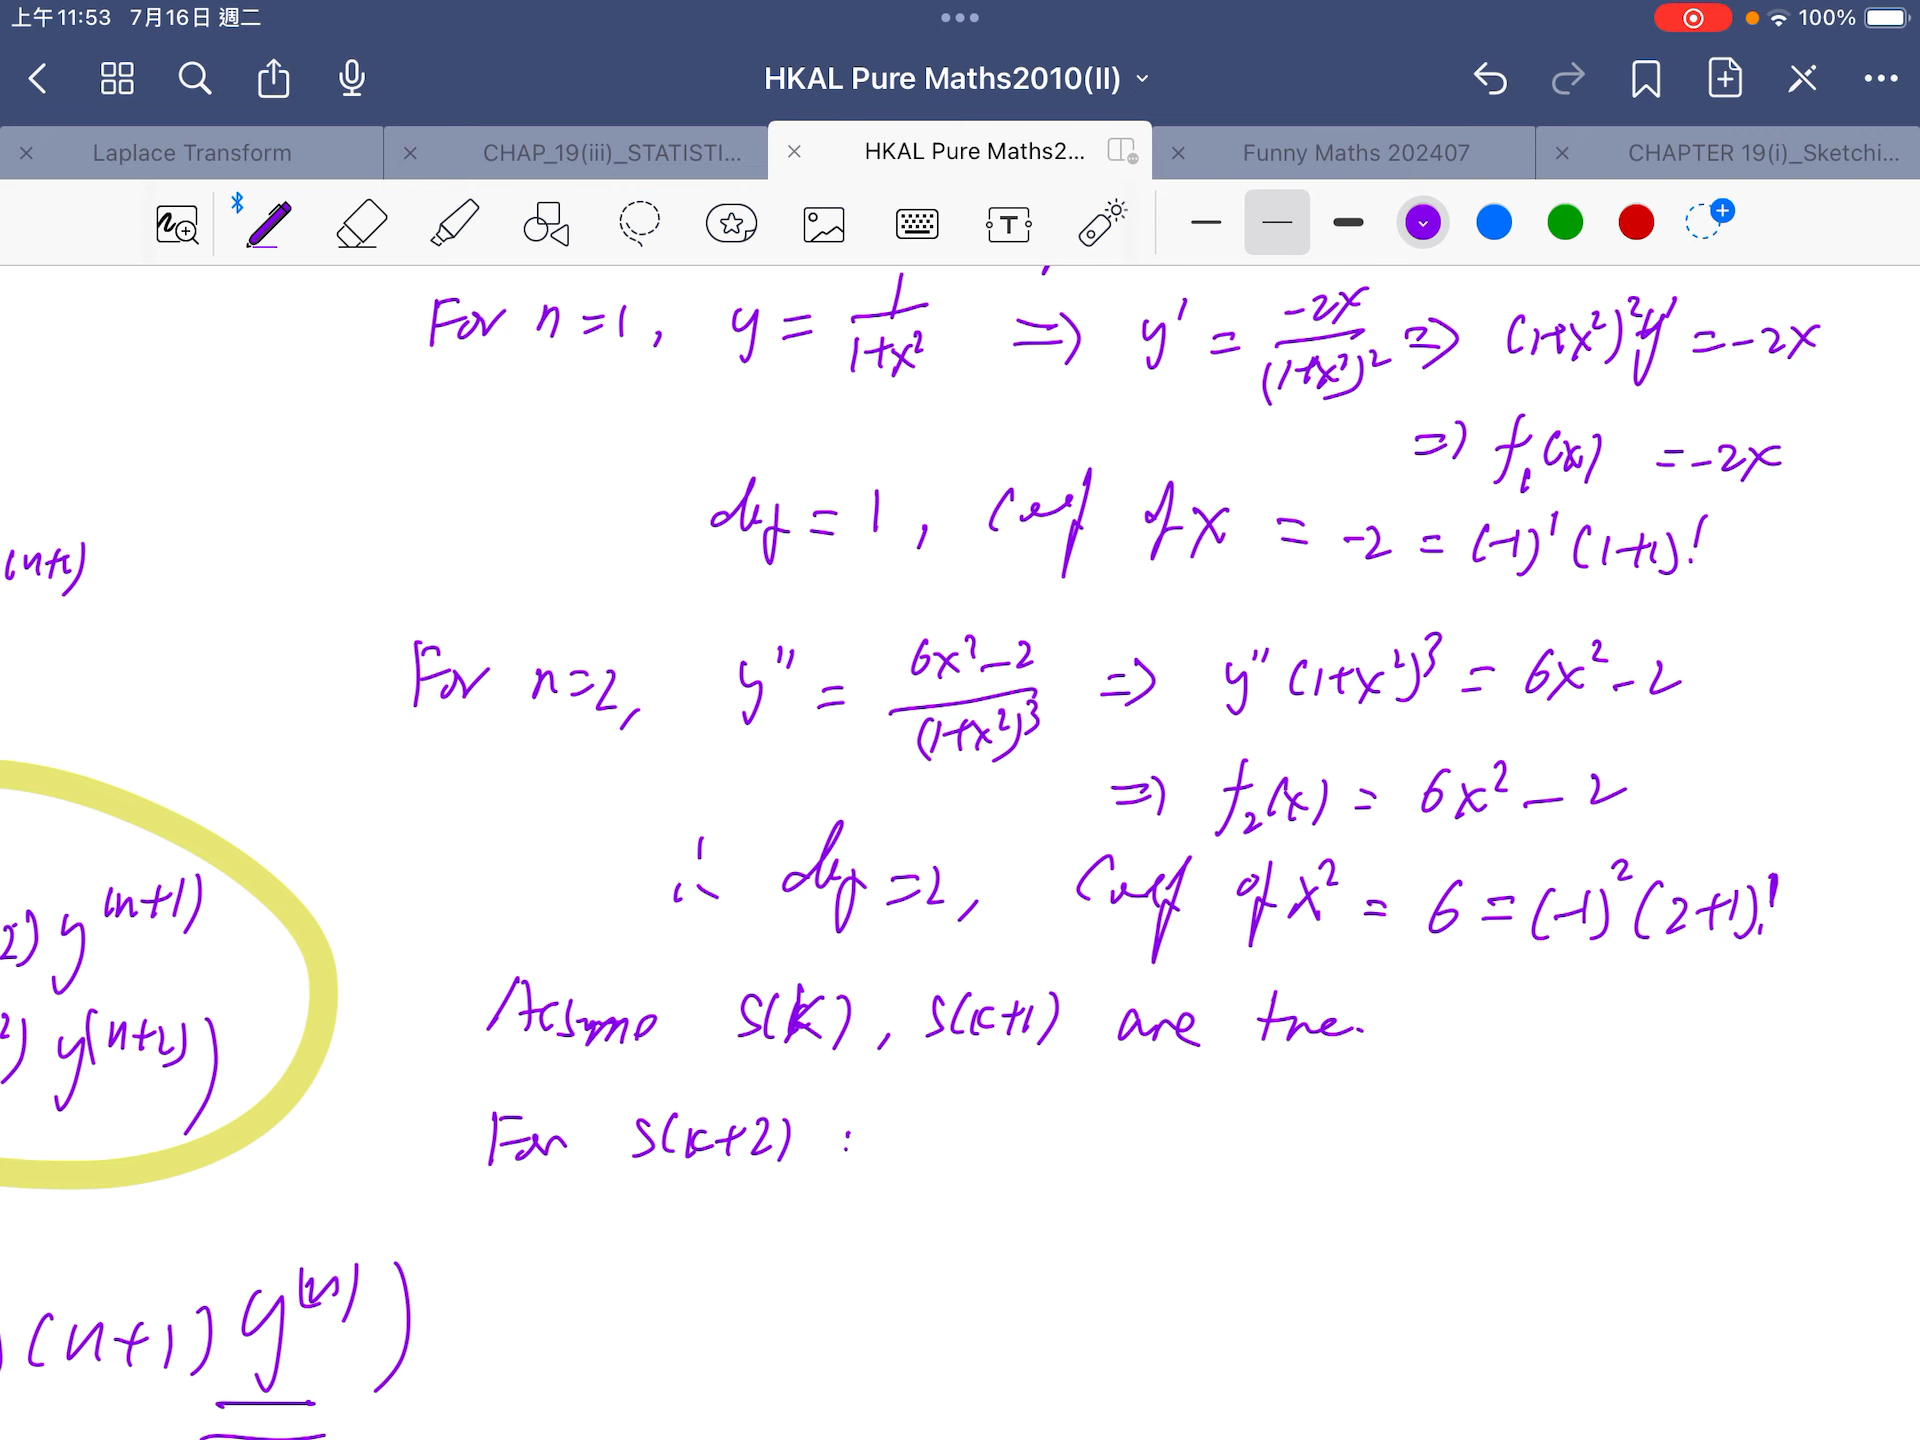 上午11:53 7月16日 週二
100%
HKAL Pure Maths2010(II)
Laplace Transform
CHAP_19(iii)_STATISTI...
HKAL Pure Maths2...
Funny Maths 202407
CHAPTER 19(i)_Sketchi...
For n=1, y = 1/(1+x²) => y' = -2x/(1+x²)² => (1+x²)²y' = -2x
=> f₁(x) = -2x
deg = 1, coef of x = -2 = (-1)¹(1+1)!
(n+1)
For n=2, y'' = (6x²-2)/(1+x²)³ => y''(1+x²)³ = 6x²-2
=> f₂(x) = 6x²-2
∴ deg = 2, coef of x² = 6 = (-1)²(2+1)!
2) y^(n+1)
Assume S(k), S(k+1) are true.
²) y^(n+2))
For S(k+2) :
(n+1) y^(n))